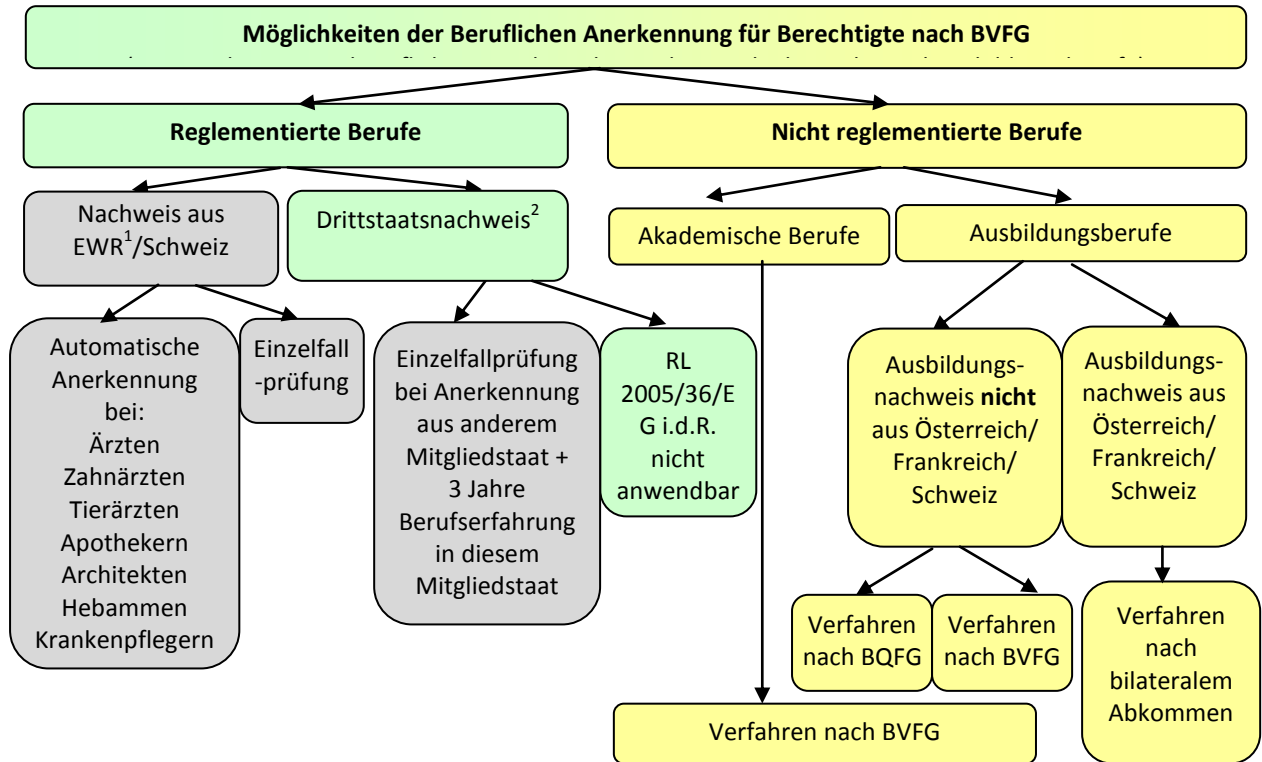 Möglichkeiten der Beruflichen Anerkennung für Berechtigte nach BVFG
Reglementierte Berufe
Nicht reglementierte Berufe
Nachweis aus
EWR¹/Schweiz
Drittstaatsnachweis²
Akademische Berufe
Ausbildungsberufe
Automatische
Anerkennung
bei:
Ärzten
Zahnärzten
Tierärzten
Apothekern
Architekten
Hebammen
Krankenpflegern
Einzelfall
-prüfung
Einzelfallprüfung
bei Anerkennung
aus anderem
Mitgliedstaat +
3 Jahre
Berufserfahrung
in diesem
Mitgliedstaat
RL
2005/36/E
G i.d.R.
nicht
anwendbar
Ausbildungs-
nachweis nicht
aus Österreich/
Frankreich/
Schweiz
Ausbildungs-
nachweis aus
Österreich/
Frankreich/
Schweiz
Verfahren
nach BQFG
Verfahren
nach BVFG
Verfahren
nach
bilateralem
Abkommen
Verfahren nach BVFG